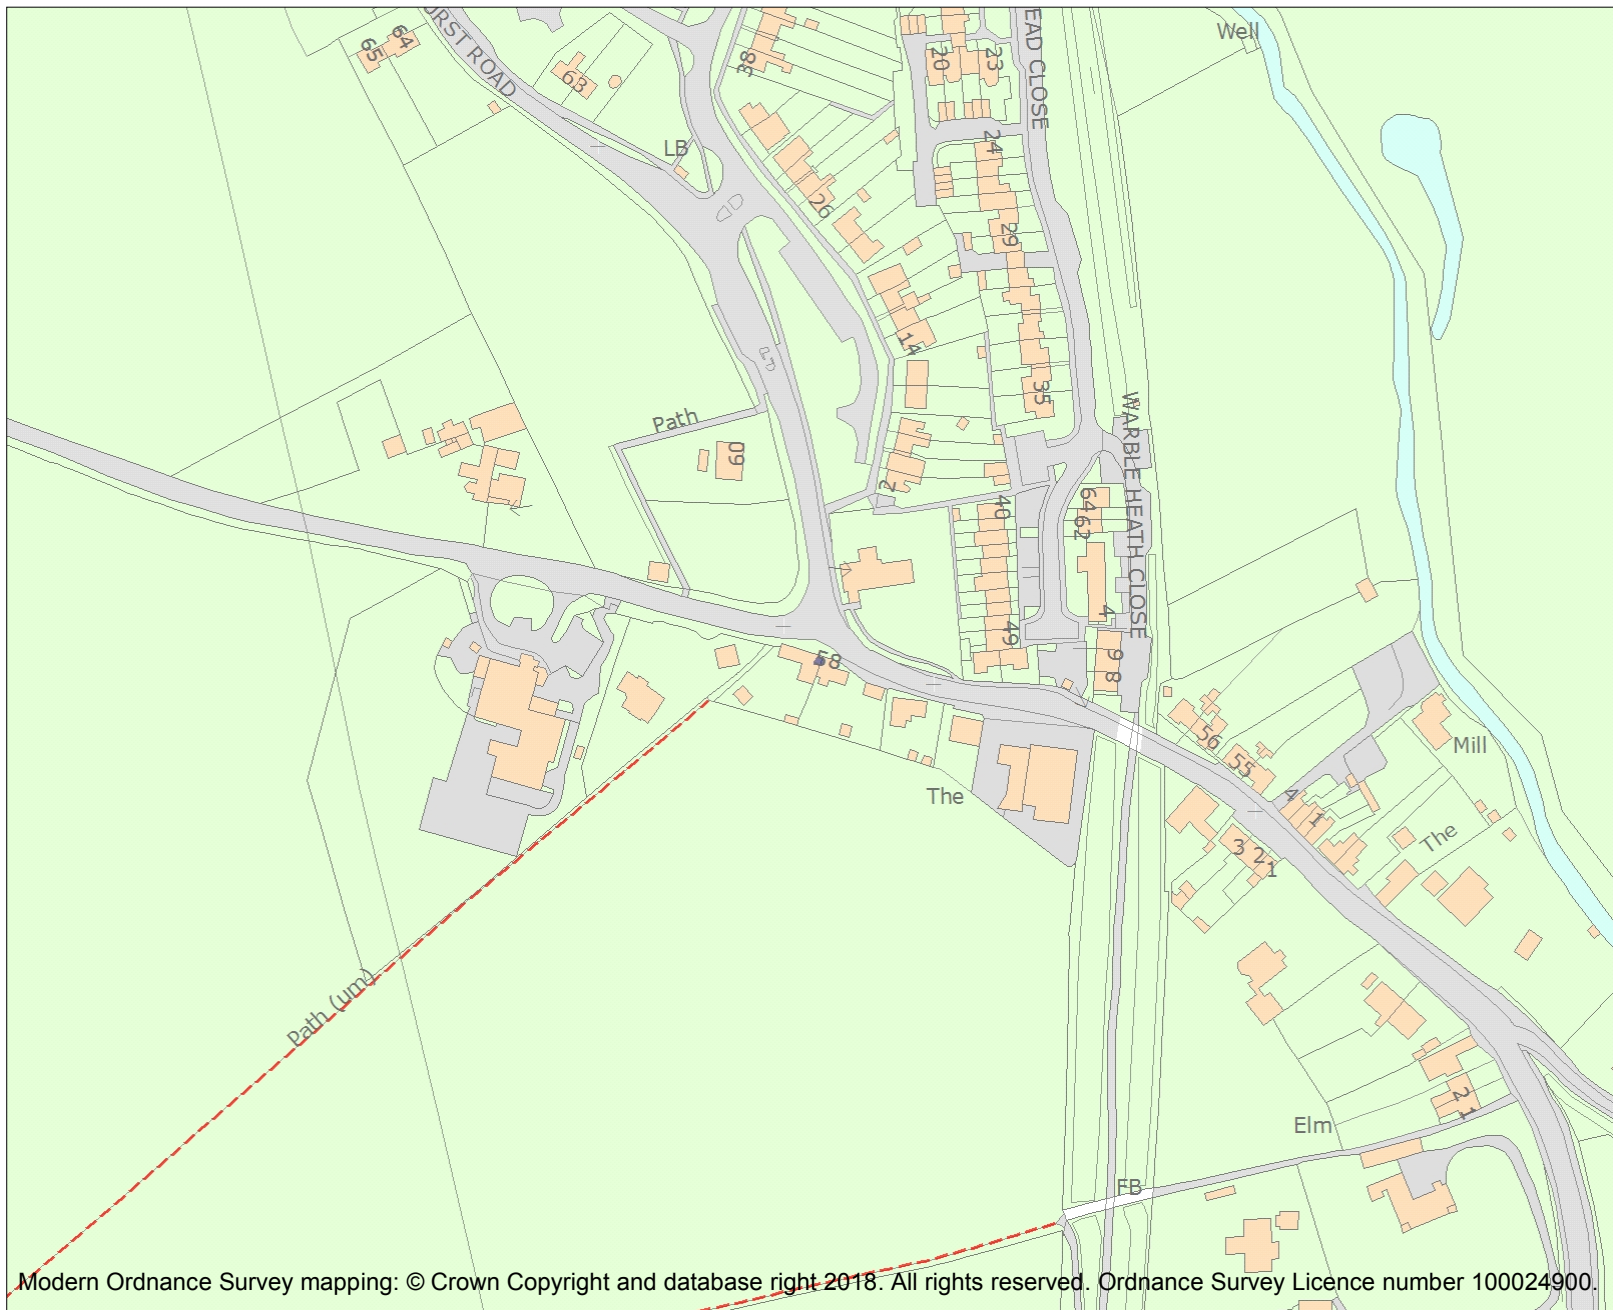 Well
EAD CLOSE
URST ROAD
64
65
63
38
20
23
LB
24
26
29
14
35
Path
60
WARBLE HEATH CLOSE
2
40
64
62
4
49
9
8
58
56
55
Mill
The
4
1
The
3 2
1
Path (um)
2
1
Elm
FB
Modern Ordnance Survey mapping: © Crown Copyright and database right 2018. All rights reserved. Ordnance Survey Licence number 100024900.